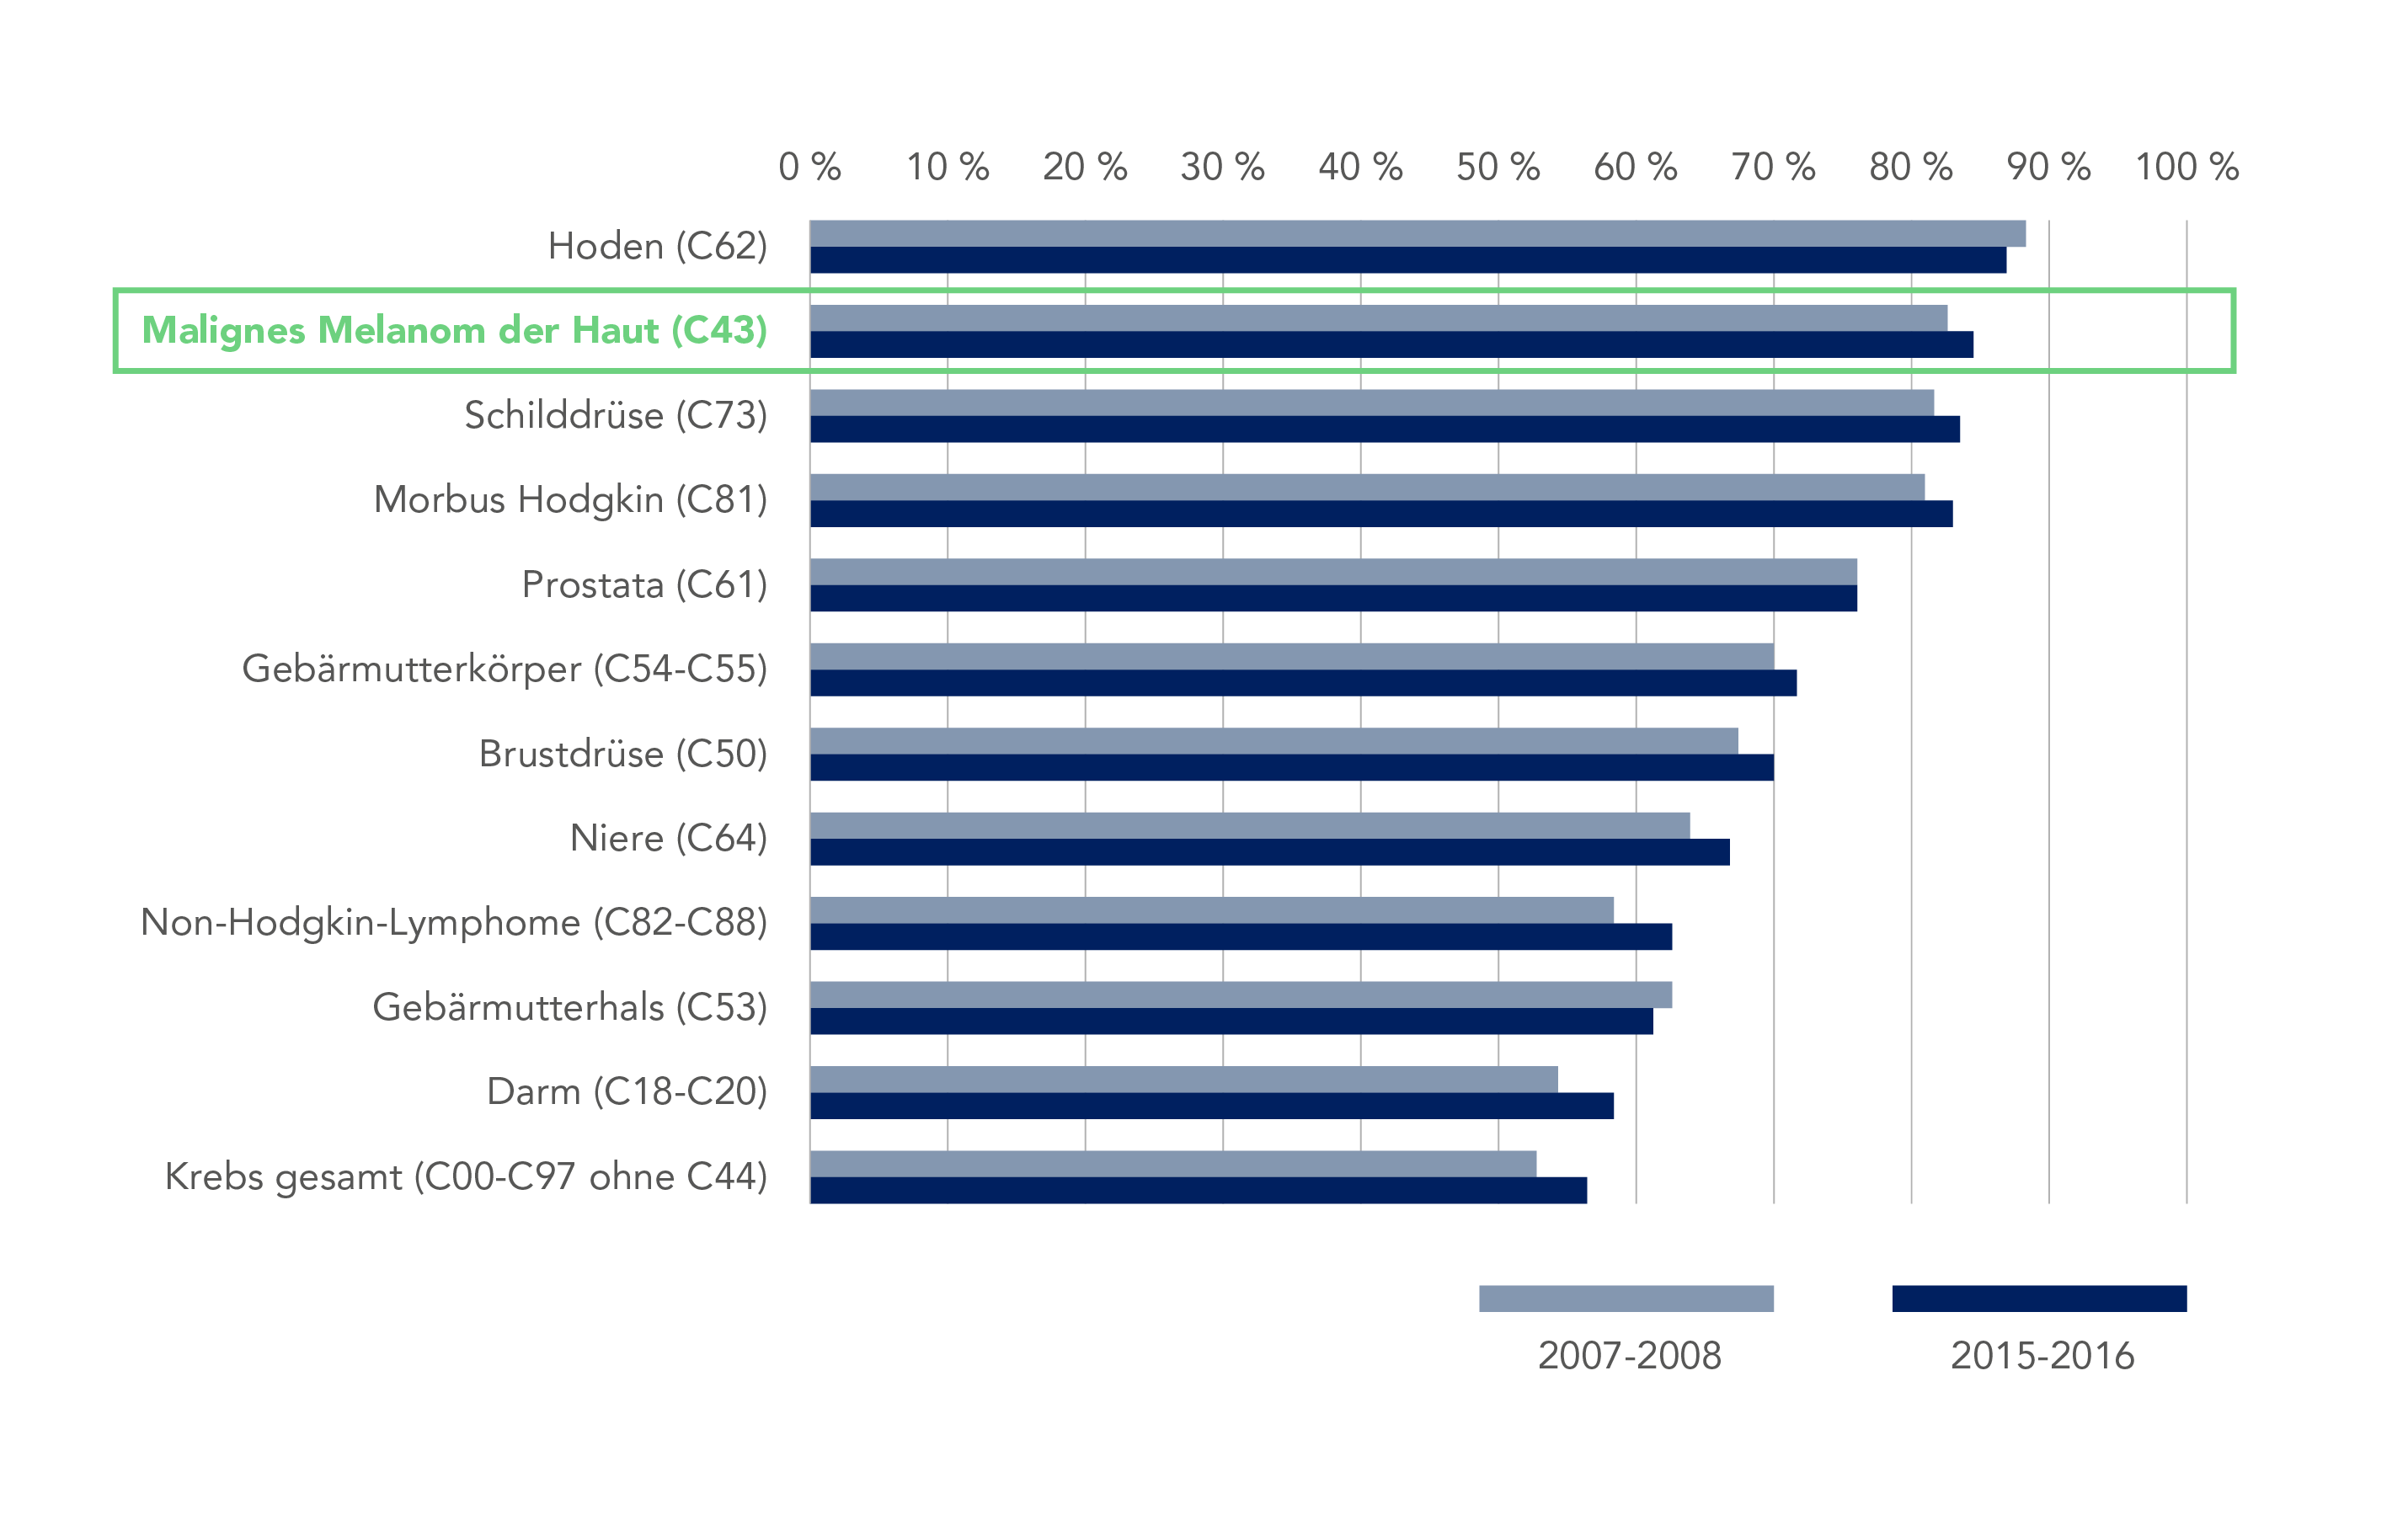 0 % 10 % 20 % 30 % 40 % 50 % 60 % 70 % 80 % 90 % 100 %
Hoden (C62)
Malignes Melanom der Haut (C43)
Schilddrüse (C73)
Morbus Hodgkin (C81)
Prostata (C61)
Gebärmutterkörper (C54-C55)
Brustdrüse (C50)
Niere (C64)
Non-Hodgkin-Lymphome (C82-C88)
Gebärmutterhals (C53)
Darm (C18-C20)
Krebs gesamt (C00-C97 ohne C44)
2007-2008 2015-2016